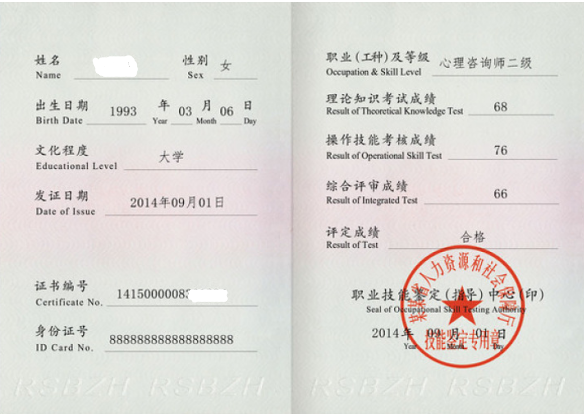 姓名
Name
性别 女
Sex
出生日期 1993 年 03 月 06 日
Birth Date Year Month Day
文化程度 大学
Educational Level
发证日期 2014年09月01日
Date of Issue
证书编号 1415000008
Certificate No.
身份证号 888888888888888888
ID Card No.
RSBZH RSBZH
职业(工种)及等级 心理咨询师二级
Occupation & Skill Level
理论知识考试成绩 68
Result of Theoretical Knowledge Test
操作技能考核成绩 76
Result of Operational Skill Test
综合评审成绩 66
Result of Integrated Test
评定成绩 合格
Result of Test
省人力资源和社会保障厅
职业技能鉴定(指导)中心(印)
Seal of Occupational Skill Testing Authority
2014年 09 月 01 日
Year Month Day
技能鉴定专用章
RSBZH RSBZH